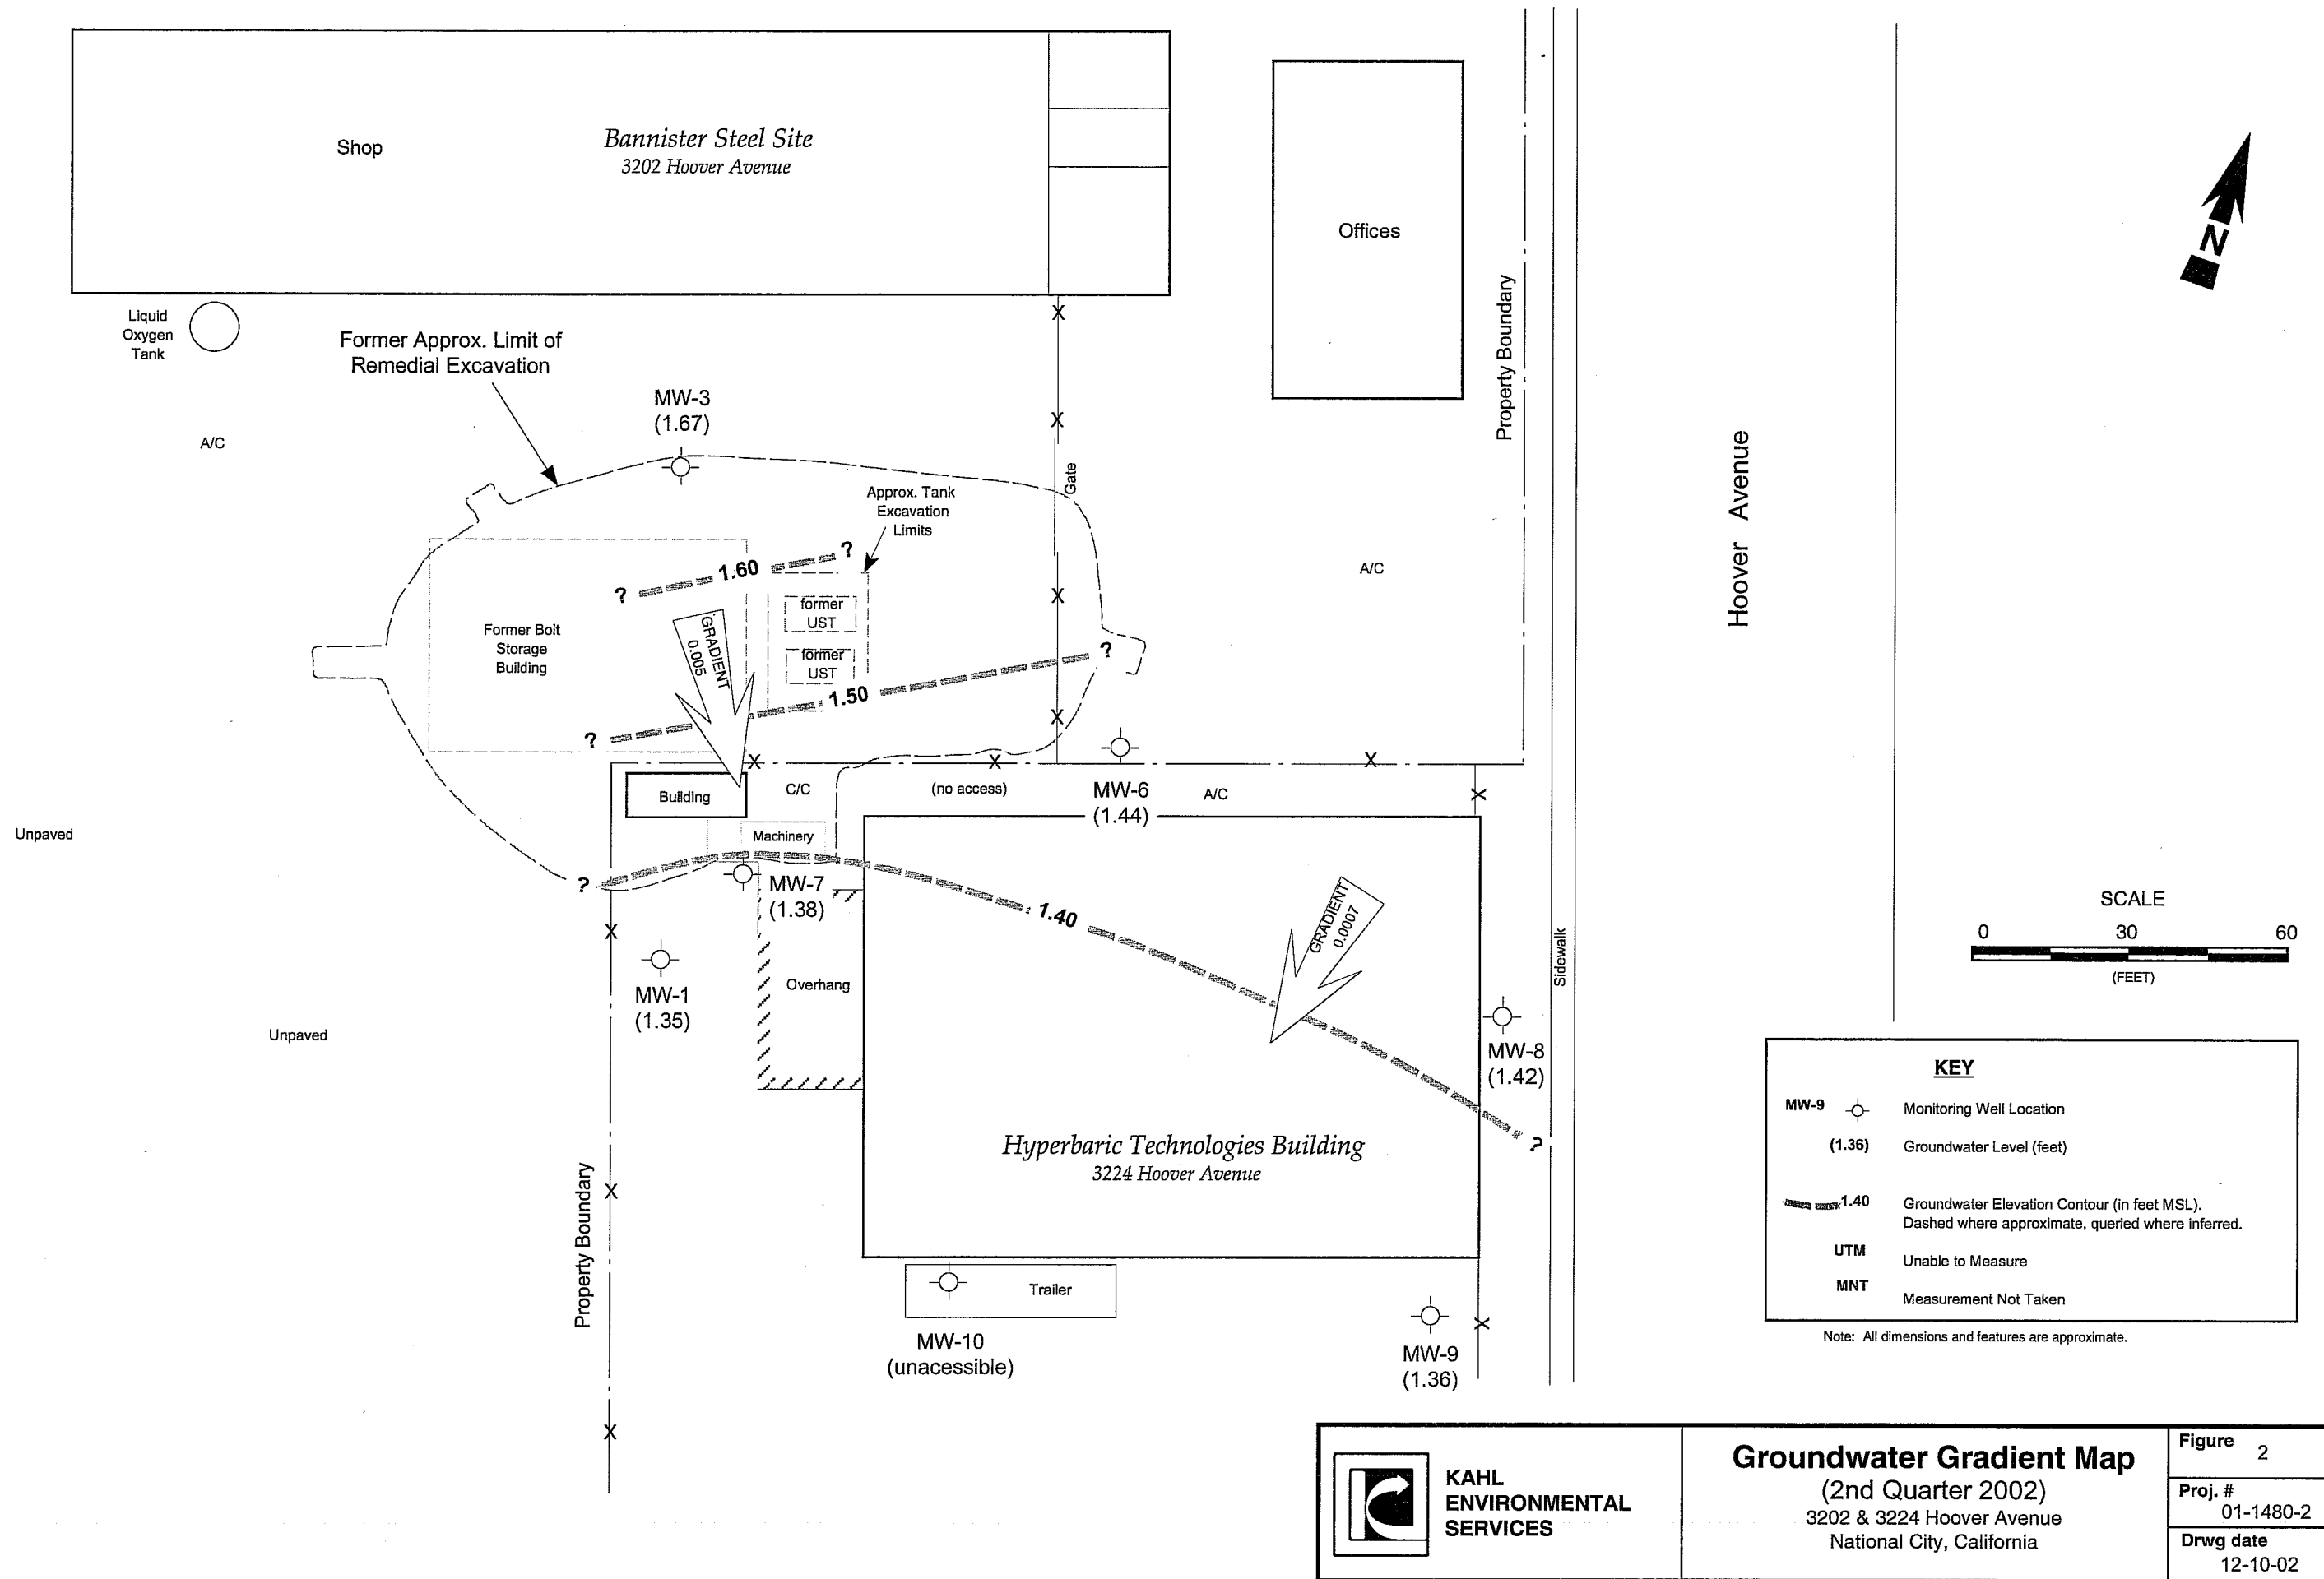 Shop
Bannister Steel Site
3202 Hoover Avenue
Offices
Property Boundary
N
Liquid
Oxygen
Tank
Former Approx. Limit of
Remedial Excavation
X
MW-3
(1.67)
X
A/C
Gate
Approx. Tank
Excavation
Limits
Hoover Avenue
?
1.60
?
A/C
X
former
UST
GRADIENT
0.005
Former Bolt
Storage
Building
former
UST
?
1.50
?
X
X
X
X
Building
C/C
(no access)
MW-6
(1.44)
A/C
X
Unpaved
Machinery
?
MW-7
(1.38)
1.40
GRADIENT
0.0007
X
Sidewalk
SCALE
0 30 60
(FEET)
MW-1
(1.35)
Overhang
Unpaved
MW-8
(1.42)
?
Hyperbaric Technologies Building
3224 Hoover Avenue
Property Boundary
X
Trailer
MW-10
(unacessible)
X
MW-9
(1.36)
X
KEY
MW-9 Monitoring Well Location
(1.36) Groundwater Level (feet)
1.40 Groundwater Elevation Contour (in feet MSL).
Dashed where approximate, queried where inferred.
UTM Unable to Measure
MNT Measurement Not Taken
Note: All dimensions and features are approximate.
KAHL
ENVIRONMENTAL
SERVICES
Groundwater Gradient Map
(2nd Quarter 2002)
3202 & 3224 Hoover Avenue
National City, California
Figure 2
Proj. #
01-1480-2
Drwg date
12-10-02